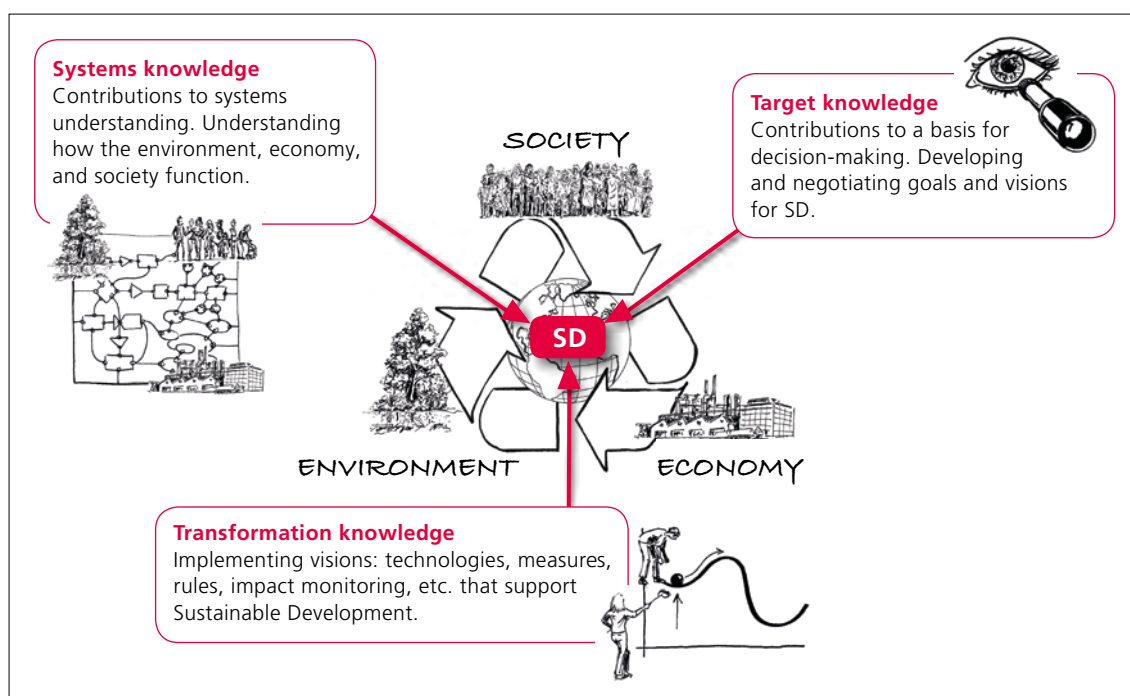 Systems knowledge
Contributions to systems
understanding. Understanding
how the environment, economy,
and society function.
Target knowledge
Contributions to a basis for
decision-making. Developing
and negotiating goals and visions
for SD.
SOCIETY
SD
ENVIRONMENT
ECONOMY
Transformation knowledge
Implementing visions: technologies, measures,
rules, impact monitoring, etc. that support
Sustainable Development.